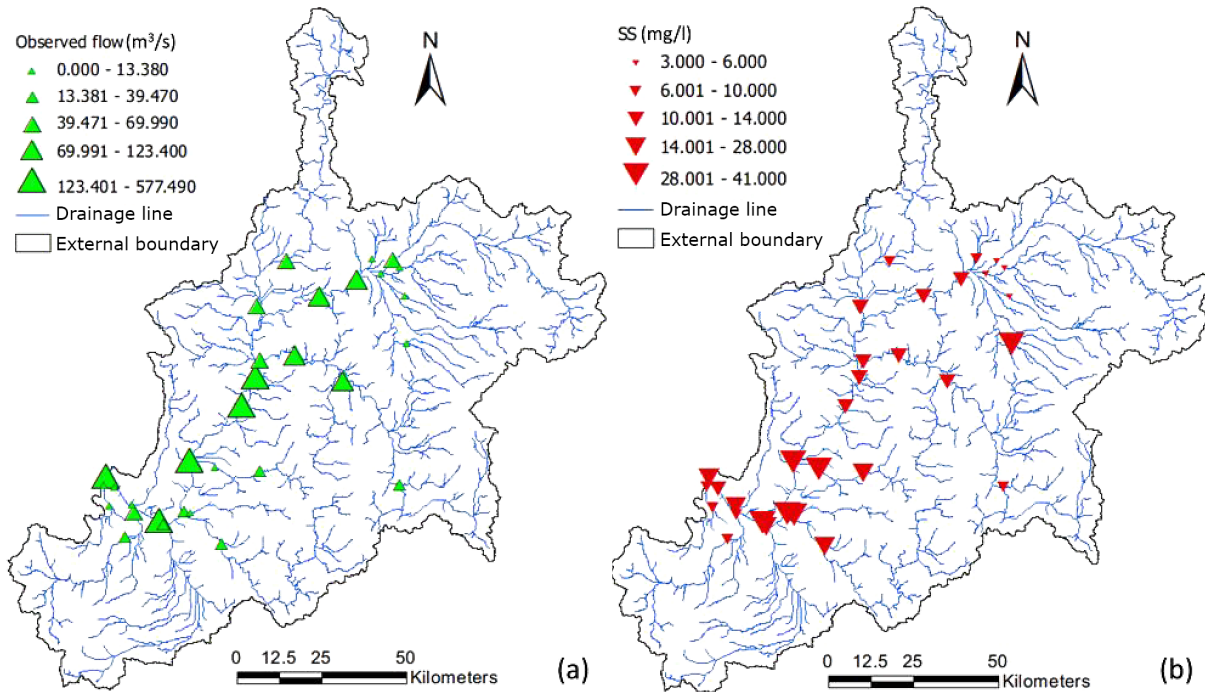 Observed flow (m³/s)
0.000 - 13.380
13.381 - 39.470
39.471 - 69.990
69.991 - 123.400
123.401 - 577.490
Drainage line
External boundary
N
0 12.5 25 50
Kilometers
(a)
SS (mg/l)
3.000 - 6.000
6.001 - 10.000
10.001 - 14.000
14.001 - 28.000
28.001 - 41.000
Drainage line
External boundary
N
0 12.5 25 50
Kilometers
(b)